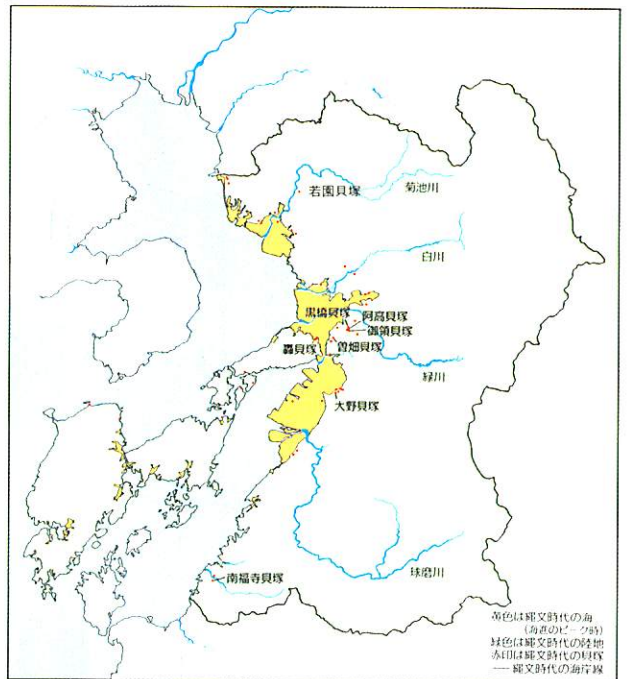 若園貝塚
菊池川
白川
黒橋貝塚
阿高貝塚
御領貝塚
轟貝塚
曽畑貝塚
緑川
大野貝塚
南福寺貝塚
球磨川
黄色は縄文時代の海
(海進のピーク時)
緑色は縄文時代の陸地
赤印は縄文時代の貝塚
── 縄文時代の海岸線